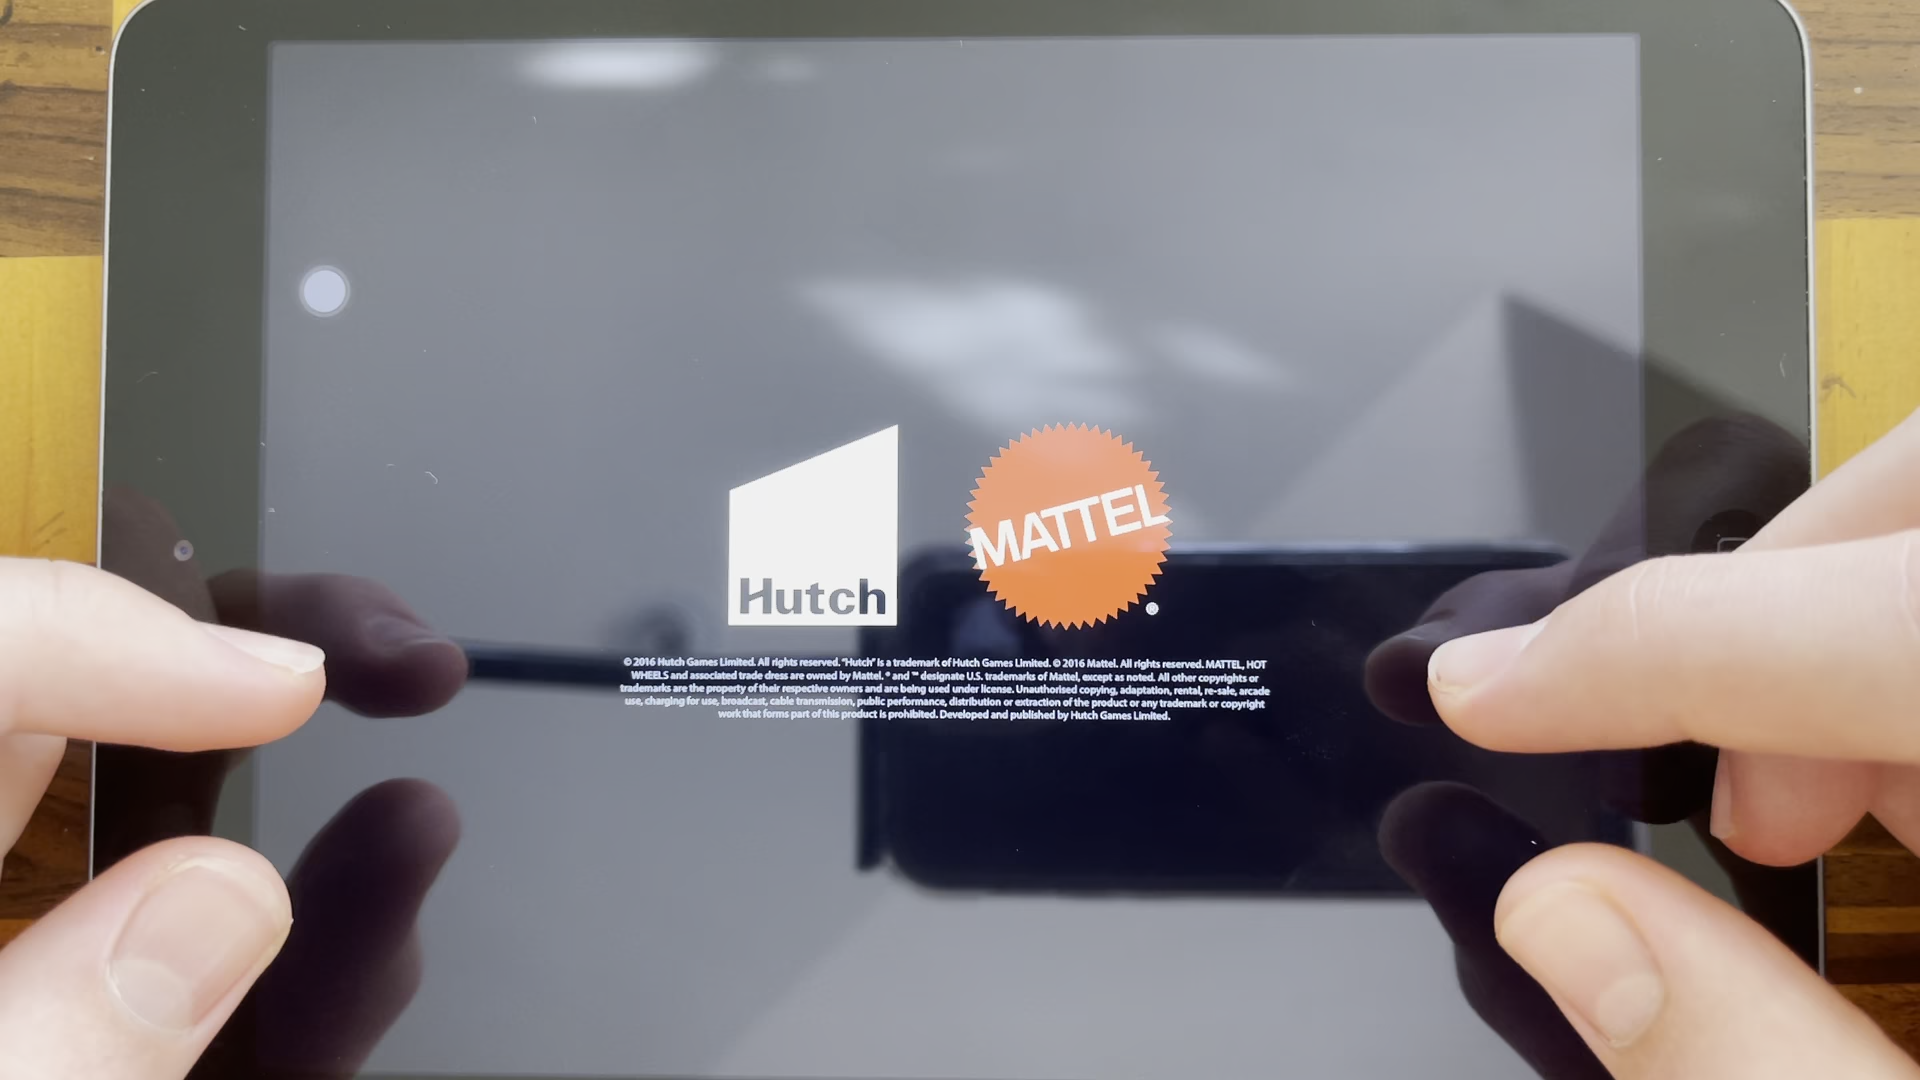 Hutch
MATTEL
®
© 2016 Hutch Games Limited. All rights reserved. "Hutch" is a trademark of Hutch Games Limited. © 2016 Mattel. All rights reserved. MATTEL, HOT
WHEELS and associated trade dress are owned by Mattel. ® and ™ designate U.S. trademarks of Mattel, except as noted. All other copyrights or
trademarks are the property of their respective owners and are being used under license. Unauthorised copying, adaptation, rental, re-sale, arcade
use, charging for use, broadcast, cable transmission, public performance, distribution or extraction of the product or any trademark or copyright
work that forms part of this product is prohibited. Developed and published by Hutch Games Limited.